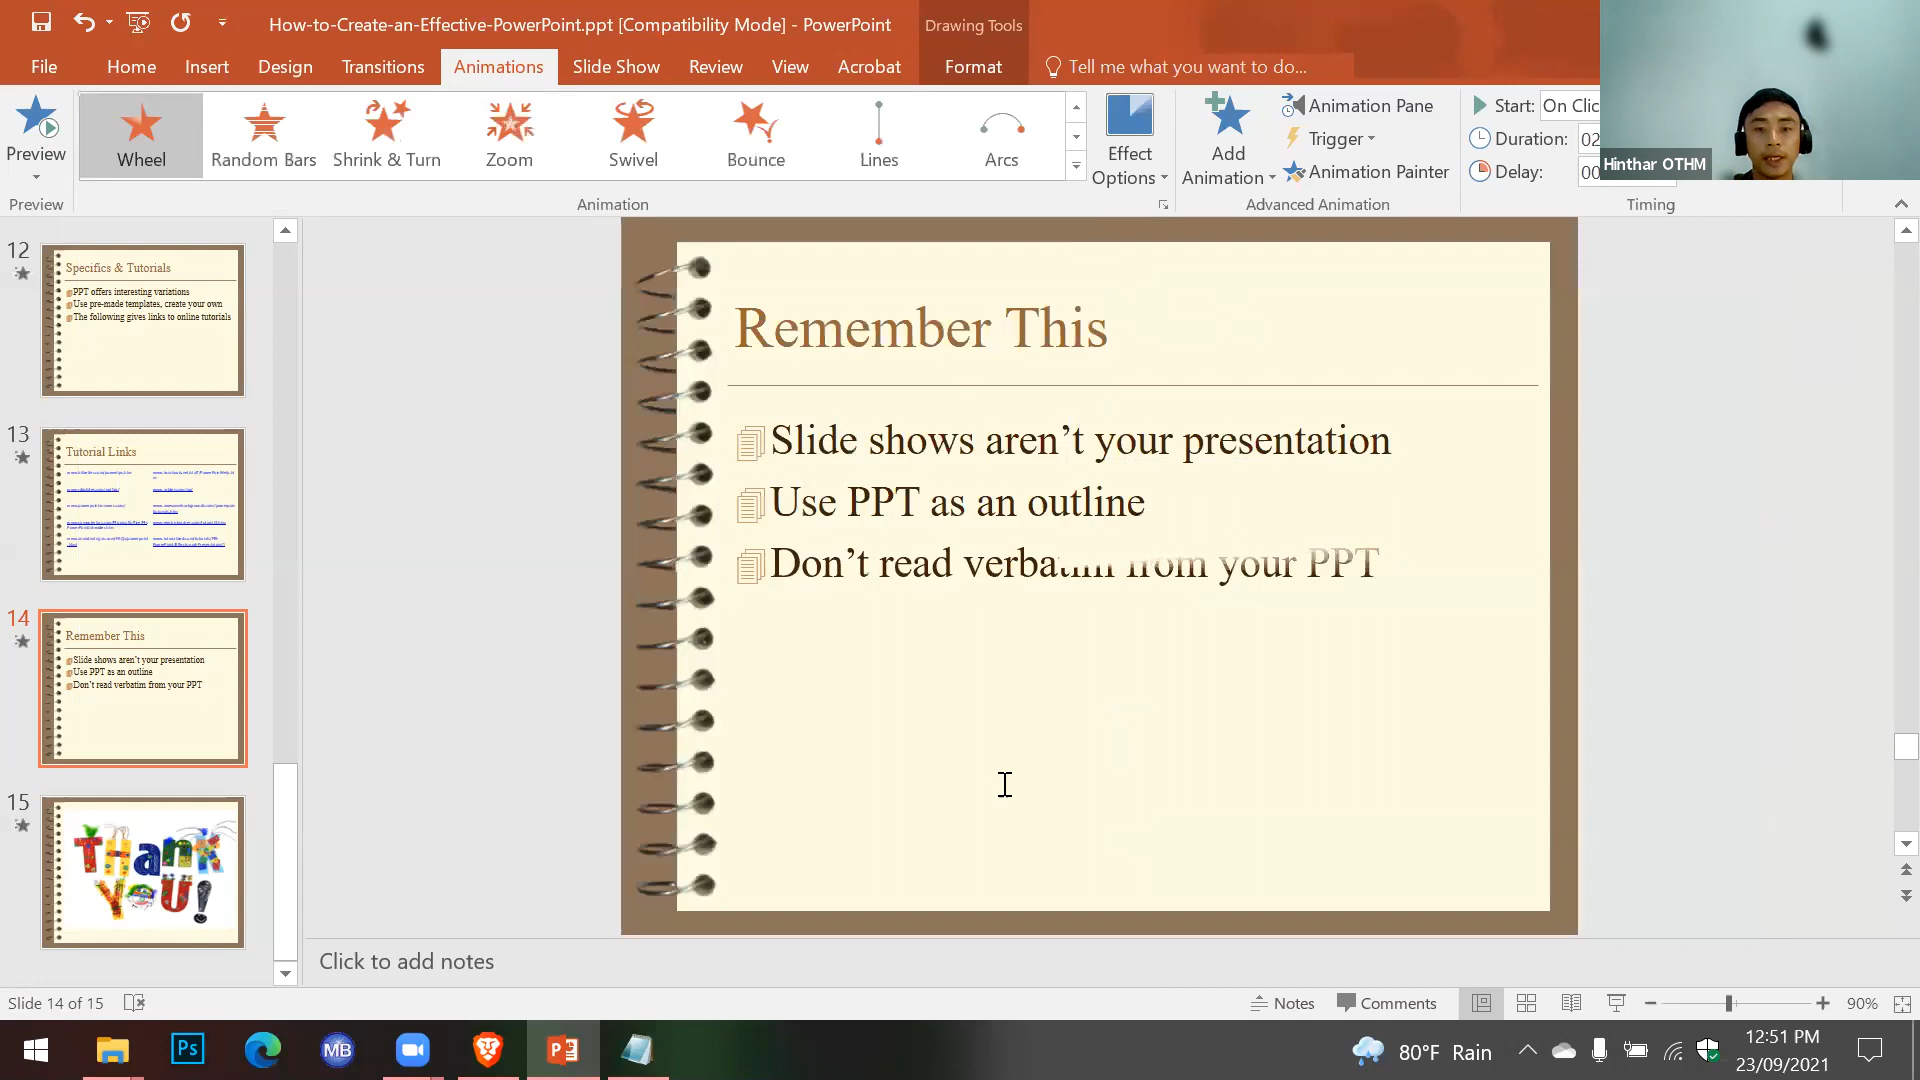 How-to-Create-an-Effective-PowerPoint.ppt [Compatibility Mode] - PowerPoint
Drawing Tools
File Home Insert Design Transitions Animations Slide Show Review View Acrobat Format Tell me what you want to do...
Preview
Wheel Random Bars Shrink & Turn Zoom Swivel Bounce Lines Arcs
Effect Options
Add Animation
Animation Pane
Trigger
Animation Painter
Start: On Clic
Duration: 02
Delay: 00
Hinthar OTHM
Preview Animation Advanced Animation Timing
12
Specifics & Tutorials
PPT offers interesting variations
Use pre-made templates, create your own
The following gives links to online tutorials
13
Tutorial Links
14
Remember This
Slide shows aren't your presentation
Use PPT as an outline
Don't read verbatim from your PPT
15
Thank
You!
Remember This
Slide shows aren’t your presentation
Use PPT as an outline
Don’t read verbatim from your PPT
Click to add notes
Slide 14 of 15 Notes Comments 90%
Ps MB
80°F Rain
12:51 PM
23/09/2021